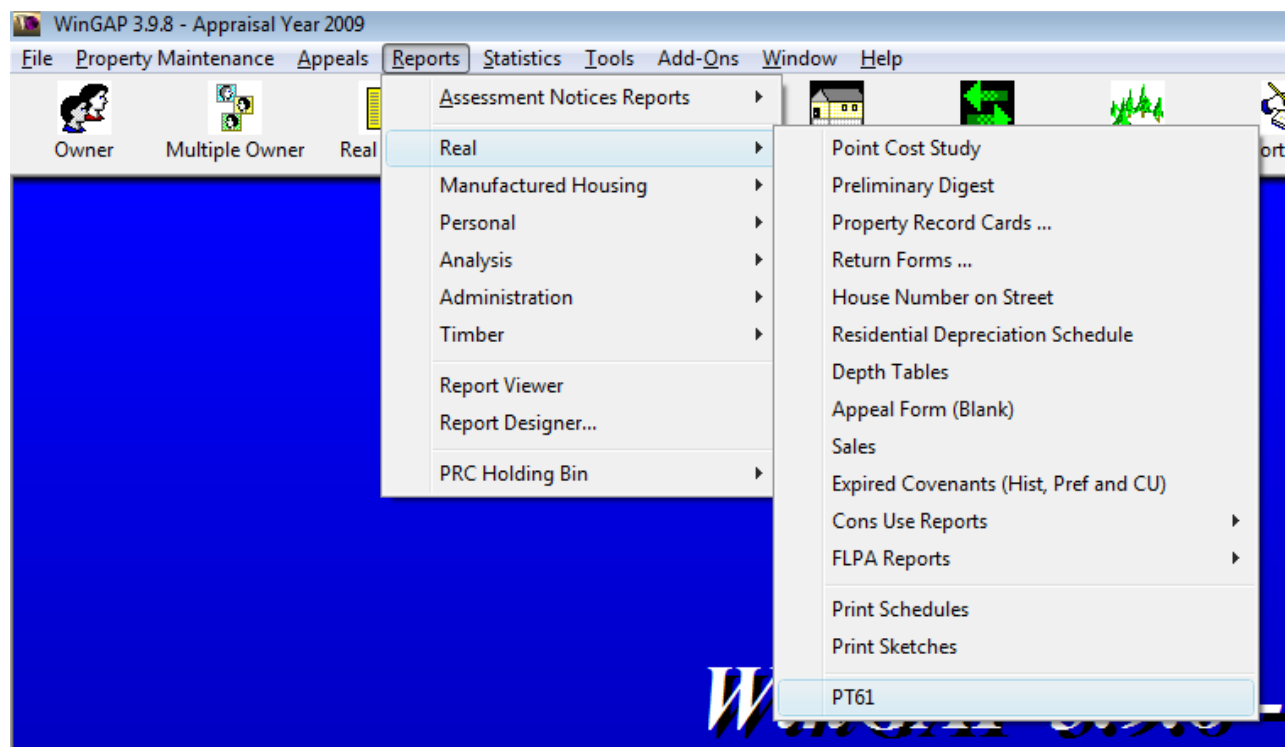 WinGAP 3.9.8 - Appraisal Year 2009
File Property Maintenance Appeals Reports Statistics Tools Add-Ons Window Help
Owner Multiple Owner Real
Assessment Notices Reports
Real
Manufactured Housing
Personal
Analysis
Administration
Timber
Report Viewer
Report Designer...
PRC Holding Bin
Point Cost Study
Preliminary Digest
Property Record Cards ...
Return Forms ...
House Number on Street
Residential Depreciation Schedule
Depth Tables
Appeal Form (Blank)
Sales
Expired Covenants (Hist, Pref and CU)
Cons Use Reports
FLPA Reports
Print Schedules
Print Sketches
PT61